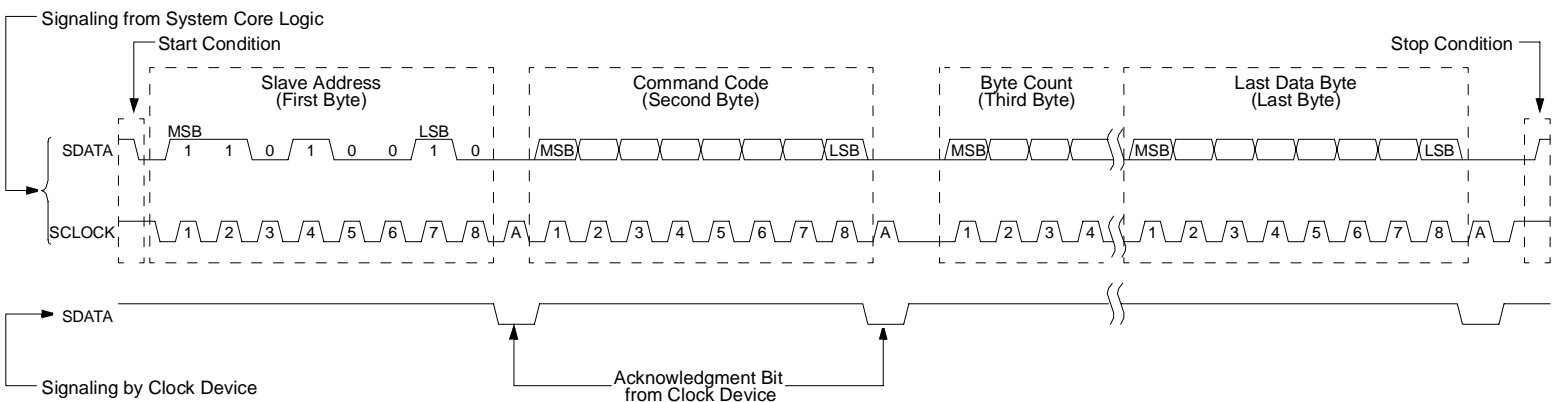 Signaling from System Core Logic
Start Condition
Stop Condition
Slave Address
(First Byte)
Command Code
(Second Byte)
Byte Count
(Third Byte)
Last Data Byte
(Last Byte)
MSB
LSB
SDATA
1 1 0 1 0 0 1 0
MSB
LSB
MSB
MSB
LSB
SCLOCK
1 2 3 4 5 6 7 8 A
1 2 3 4 5 6 7 8 A
1 2 3 4
1 2 3 4 5 6 7 8 A
SDATA
Signaling by Clock Device
Acknowledgment Bit
from Clock Device